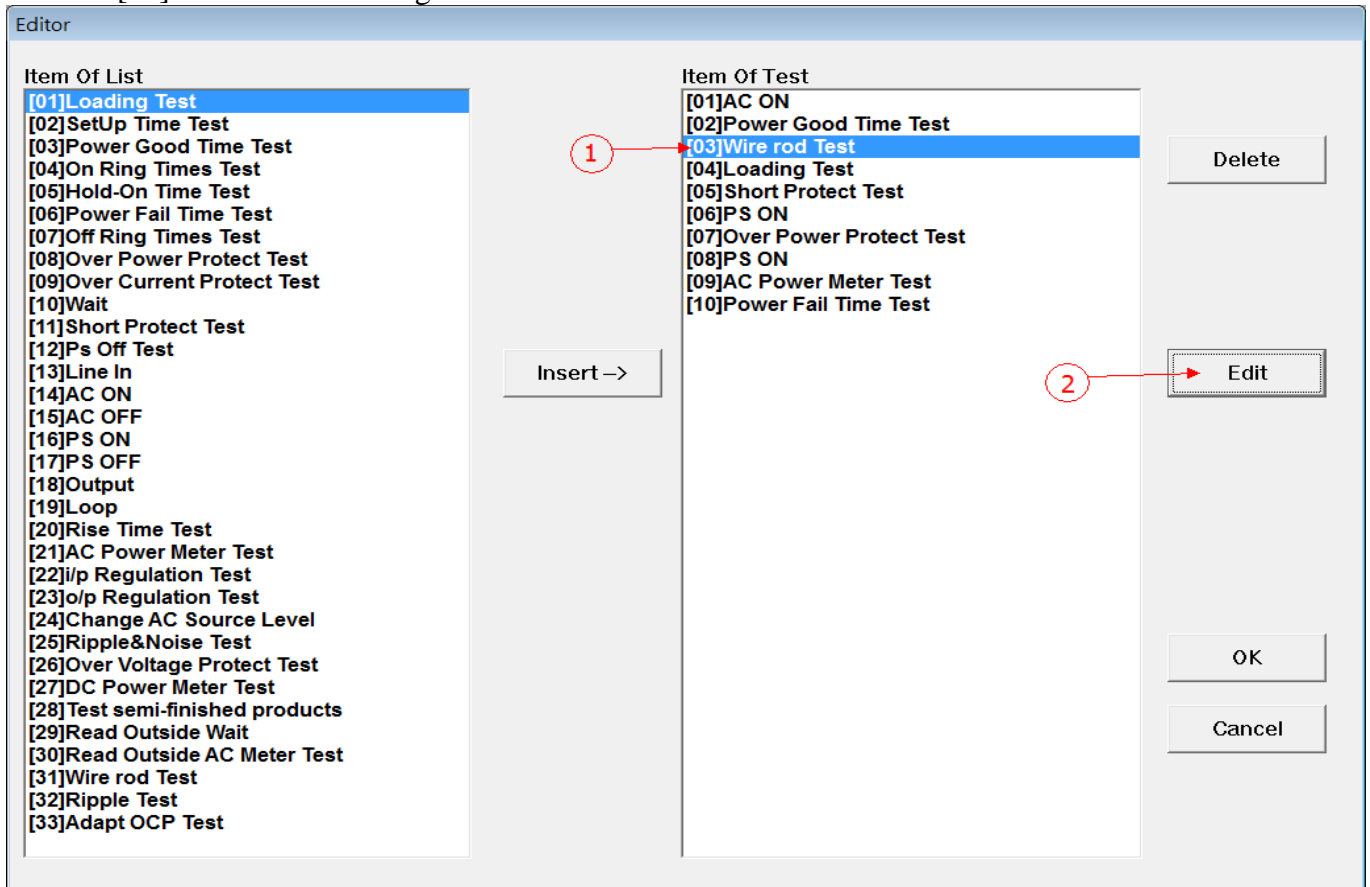 Editor
Item Of List
[01]Loading Test
[02]SetUp Time Test
[03]Power Good Time Test
[04]On Ring Times Test
[05]Hold-On Time Test
[06]Power Fail Time Test
[07]Off Ring Times Test
[08]Over Power Protect Test
[09]Over Current Protect Test
[10]Wait
[11]Short Protect Test
[12]Ps Off Test
[13]Line In
[14]AC ON
[15]AC OFF
[16]PS ON
[17]PS OFF
[18]Output
[19]Loop
[20]Rise Time Test
[21]AC Power Meter Test
[22]i/p Regulation Test
[23]o/p Regulation Test
[24]Change AC Source Level
[25]Ripple&Noise Test
[26]Over Voltage Protect Test
[27]DC Power Meter Test
[28]Test semi-finished products
[29]Read Outside Wait
[30]Read Outside AC Meter Test
[31]Wire rod Test
[32]Ripple Test
[33]Adapt OCP Test
Insert-->
Item Of Test
[01]AC ON
[02]Power Good Time Test
[03]Wire rod Test
[04]Loading Test
[05]Short Protect Test
[06]PS ON
[07]Over Power Protect Test
[08]PS ON
[09]AC Power Meter Test
[10]Power Fail Time Test
1
2
Delete
Edit
OK
Cancel